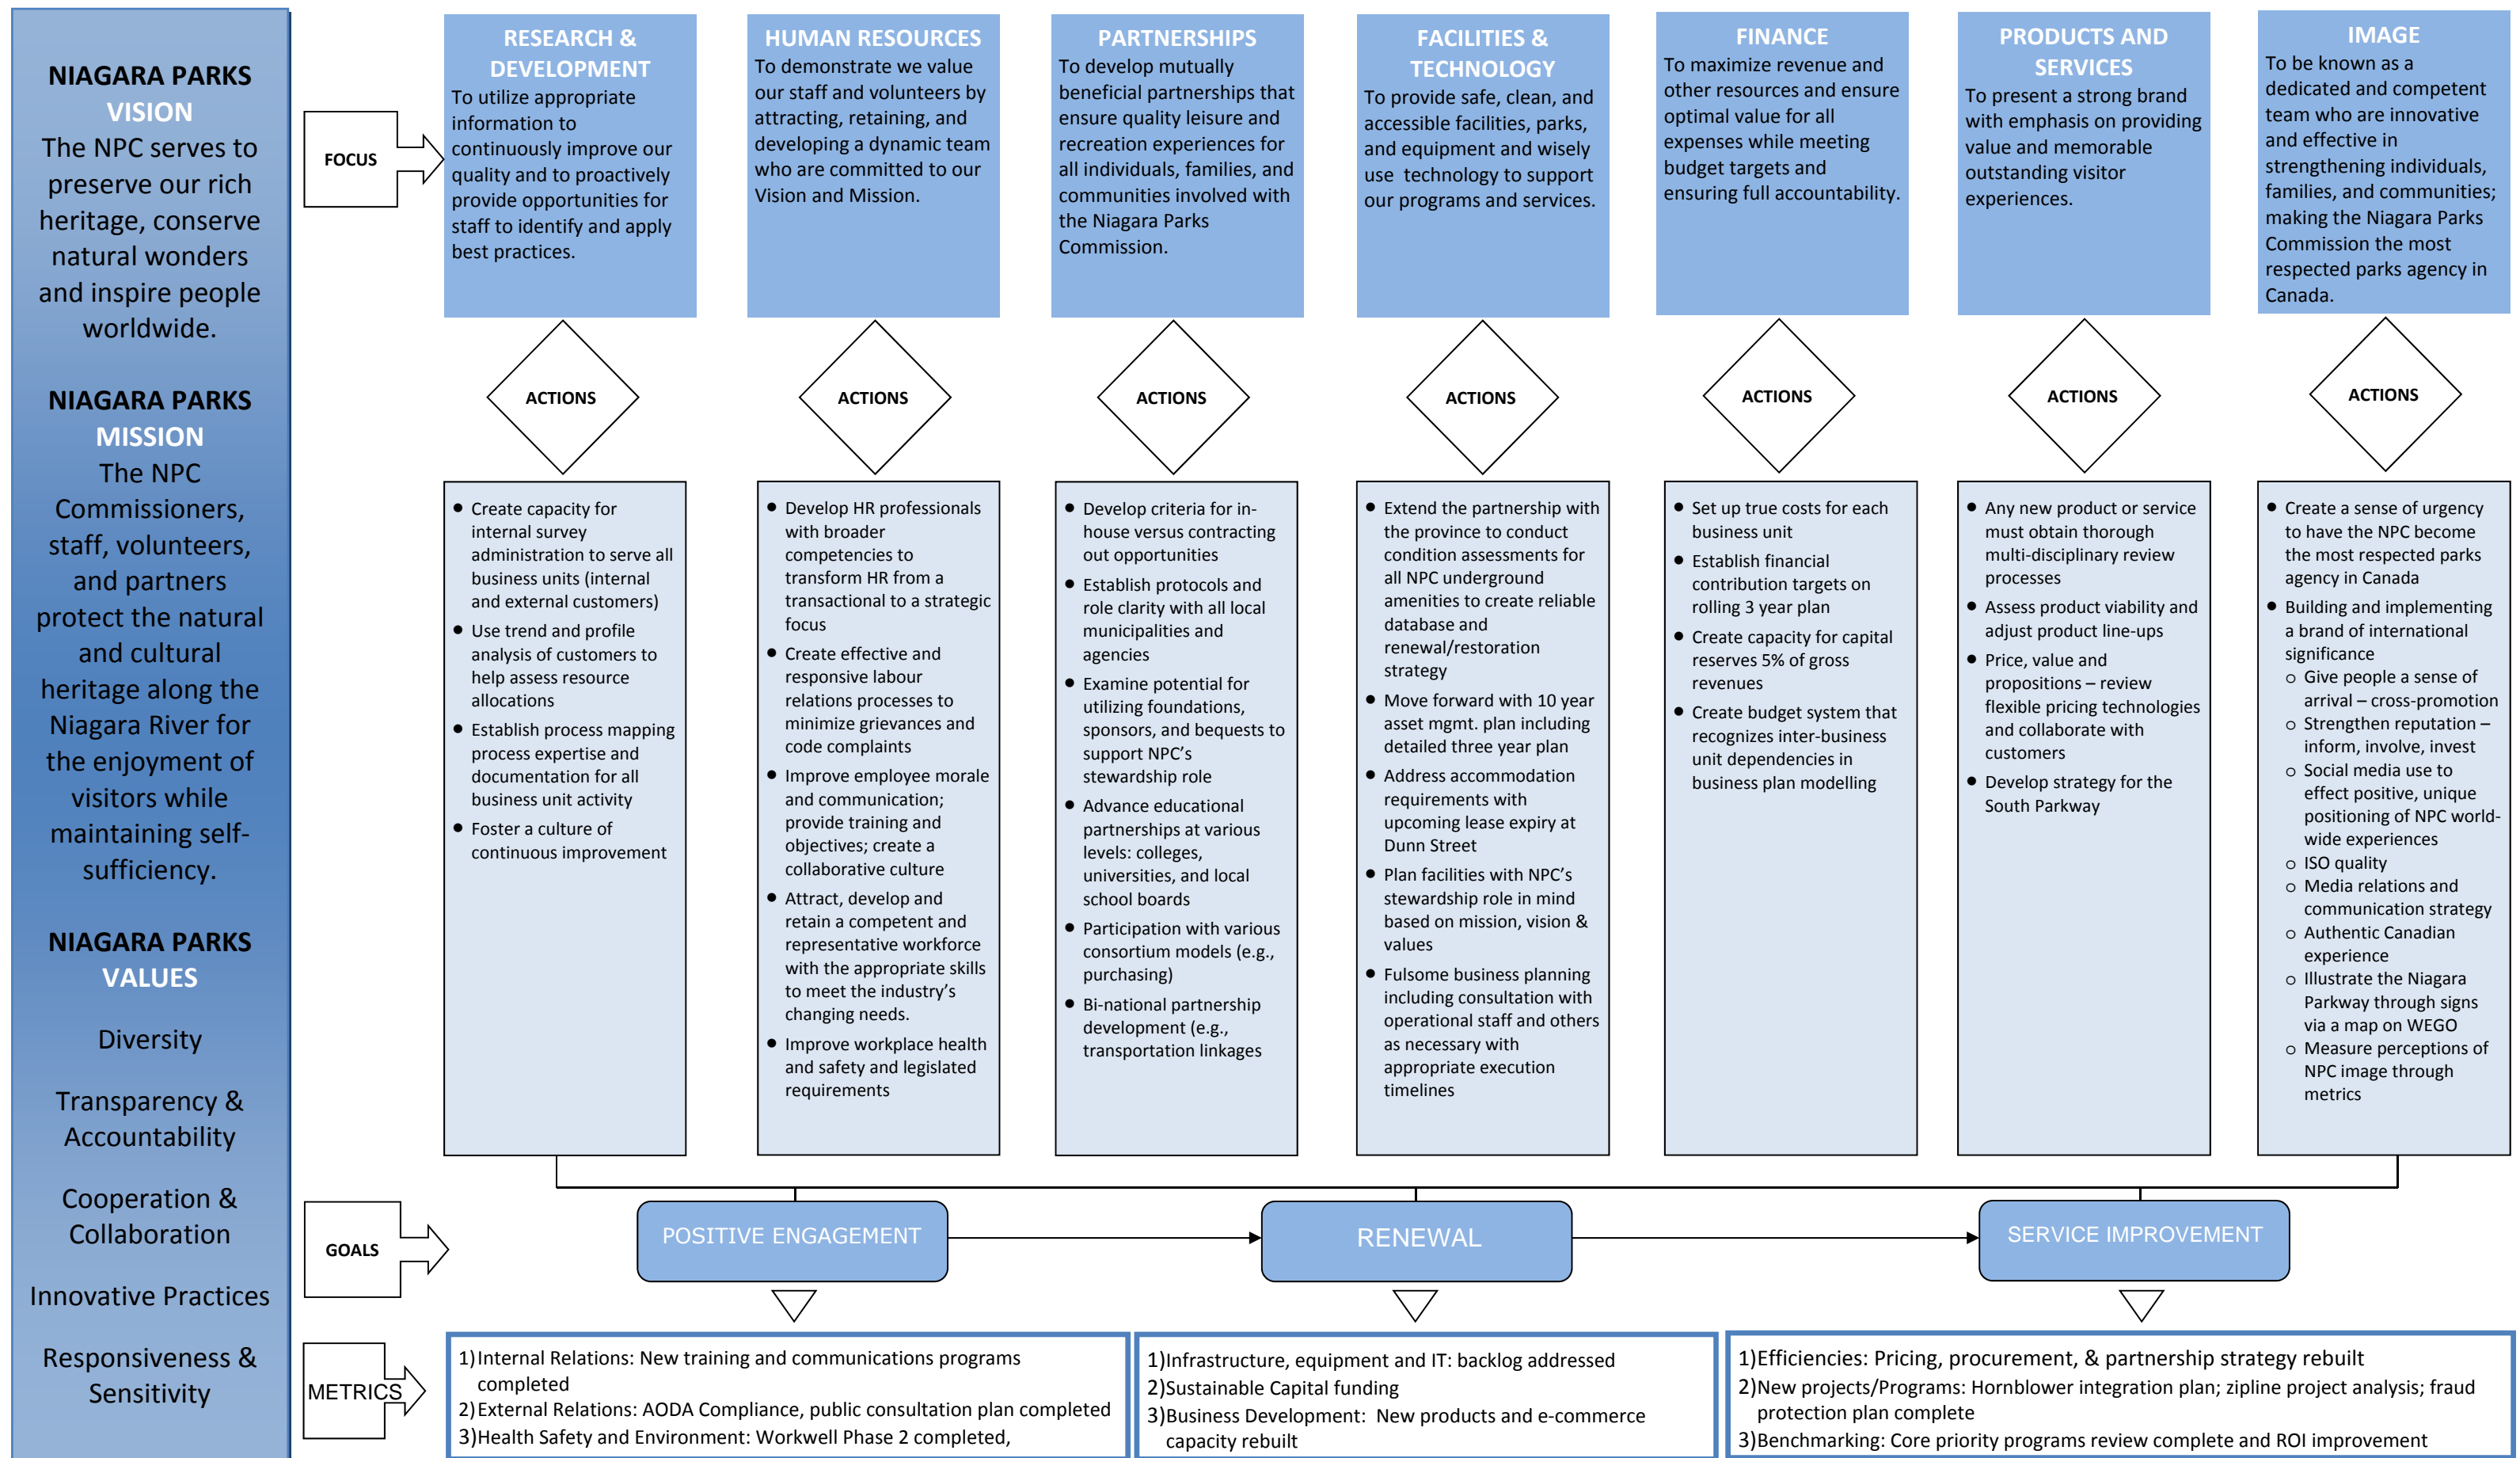 NIAGARA PARKS
VISION
The NPC serves to
preserve our rich
heritage, conserve
natural wonders
and inspire people
worldwide.
NIAGARA PARKS
MISSION
The NPC
Commissioners,
staff, volunteers,
and partners
protect the natural
and cultural
heritage along the
Niagara River for
the enjoyment of
visitors while
maintaining self-
sufficiency.
NIAGARA PARKS
VALUES
Diversity
Transparency &
Accountability
Cooperation &
Collaboration
Innovative Practices
Responsiveness &
Sensitivity
FOCUS
RESEARCH &
DEVELOPMENT
To utilize appropriate
information to
continuously improve our
quality and to proactively
provide opportunities for
staff to identify and apply
best practices.
HUMAN RESOURCES
To demonstrate we value
our staff and volunteers by
attracting, retaining, and
developing a dynamic team
who are committed to our
Vision and Mission.
PARTNERSHIPS
To develop mutually
beneficial partnerships that
ensure quality leisure and
recreation experiences for
all individuals, families, and
communities involved with
the Niagara Parks
Commission.
FACILITIES &
TECHNOLOGY
To provide safe, clean, and
accessible facilities, parks,
and equipment and wisely
use technology to support
our programs and services.
FINANCE
To maximize revenue and
other resources and ensure
optimal value for all
expenses while meeting
budget targets and
ensuring full accountability.
PRODUCTS AND
SERVICES
To present a strong brand
with emphasis on providing
value and memorable
outstanding visitor
experiences.
IMAGE
To be known as a
dedicated and competent
team who are innovative
and effective in
strengthening individuals,
families, and communities;
making the Niagara Parks
Commission the most
respected parks agency in
Canada.
ACTIONS
ACTIONS
ACTIONS
ACTIONS
ACTIONS
ACTIONS
ACTIONS
● Create capacity for
internal survey
administration to serve all
business units (internal
and external customers)
● Use trend and profile
analysis of customers to
help assess resource
allocations
● Establish process mapping
process expertise and
documentation for all
business unit activity
● Foster a culture of
continuous improvement
● Develop HR professionals
with broader
competencies to
transform HR from a
transactional to a strategic
focus
● Create effective and
responsive labour
relations processes to
minimize grievances and
code complaints
● Improve employee morale
and communication;
provide training and
objectives; create a
collaborative culture
● Attract, develop and
retain a competent and
representative workforce
with the appropriate skills
to meet the industry's
changing needs.
● Improve workplace health
and safety and legislated
requirements
● Develop criteria for in-
house versus contracting
out opportunities
● Establish protocols and
role clarity with all local
municipalities and
agencies
● Examine potential for
utilizing foundations,
sponsors, and bequests to
support NPC's
stewardship role
● Advance educational
partnerships at various
levels: colleges,
universities, and local
school boards
● Participation with various
consortium models (e.g.,
purchasing)
● Bi-national partnership
development (e.g.,
transportation linkages
● Extend the partnership with
the province to conduct
condition assessments for
all NPC underground
amenities to create reliable
database and
renewal/restoration
strategy
● Move forward with 10 year
asset mgmt. plan including
detailed three year plan
● Address accommodation
requirements with
upcoming lease expiry at
Dunn Street
● Plan facilities with NPC's
stewardship role in mind
based on mission, vision &
values
● Fulsome business planning
including consultation with
operational staff and others
as necessary with
appropriate execution
timelines
● Set up true costs for each
business unit
● Establish financial
contribution targets on
rolling 3 year plan
● Create capacity for capital
reserves 5% of gross
revenues
● Create budget system that
recognizes inter-business
unit dependencies in
business plan modelling
● Any new product or service
must obtain thorough
multi-disciplinary review
processes
● Assess product viability and
adjust product line-ups
● Price, value and
propositions – review
flexible pricing technologies
and collaborate with
customers
● Develop strategy for the
South Parkway
● Create a sense of urgency
to have the NPC become
the most respected parks
agency in Canada
● Building and implementing
a brand of international
significance
o Give people a sense of
arrival – cross-promotion
o Strengthen reputation –
inform, involve, invest
o Social media use to
effect positive, unique
positioning of NPC world-
wide experiences
o ISO quality
o Media relations and
communication strategy
o Authentic Canadian
experience
o Illustrate the Niagara
Parkway through signs
via a map on WEGO
o Measure perceptions of
NPC image through
metrics
GOALS
POSITIVE ENGAGEMENT
RENEWAL
SERVICE IMPROVEMENT
METRICS
1)Internal Relations: New training and communications programs
completed
2)External Relations: AODA Compliance, public consultation plan completed
3)Health Safety and Environment: Workwell Phase 2 completed,
1)Infrastructure, equipment and IT: backlog addressed
2)Sustainable Capital funding
3)Business Development: New products and e-commerce
capacity rebuilt
1)Efficiencies: Pricing, procurement, & partnership strategy rebuilt
2)New projects/Programs: Hornblower integration plan; zipline project analysis; fraud
protection plan complete
3)Benchmarking: Core priority programs review complete and ROI improvement